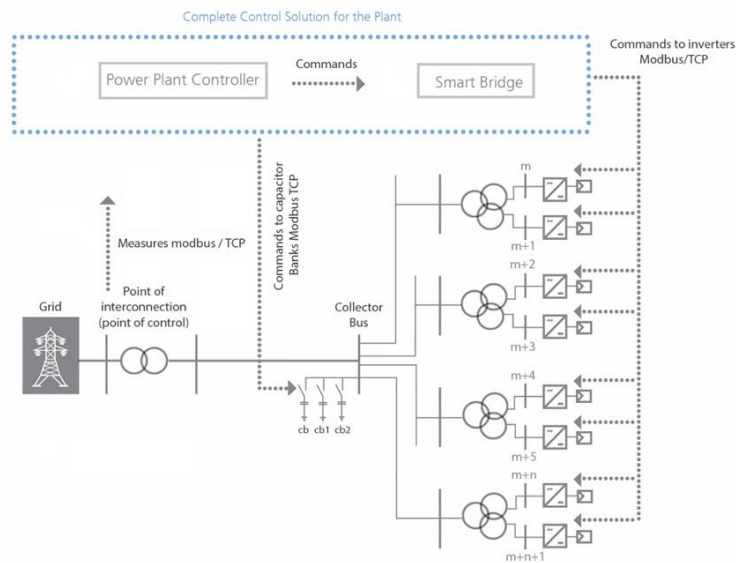 Complete Control Solution for the Plant
Commands to inverters
Modbus/TCP
Commands
Power Plant Controller
Smart Bridge
Commands to capacitor
Banks Modbus TCP
Measures modbus / TCP
m
m+1
m+2
m+3
m+4
m+5
m+n
m+n+1
Grid
Point of
interconnection
(point of control)
Collector
Bus
cb
cb1
cb2